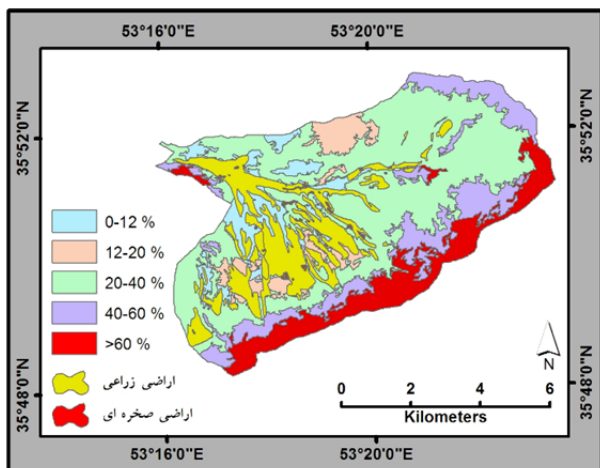 53°16'0"E 53°20'0"E
35°52'0"N 35°52'0"N
0-12 %
12-20 %
20-40 %
40-60 %
>60 %
اراضی زراعی
اراضی صخره ای
35°48'0"N 35°48'0"N
N
0 2 4 6
Kilometers
53°16'0"E 53°20'0"E